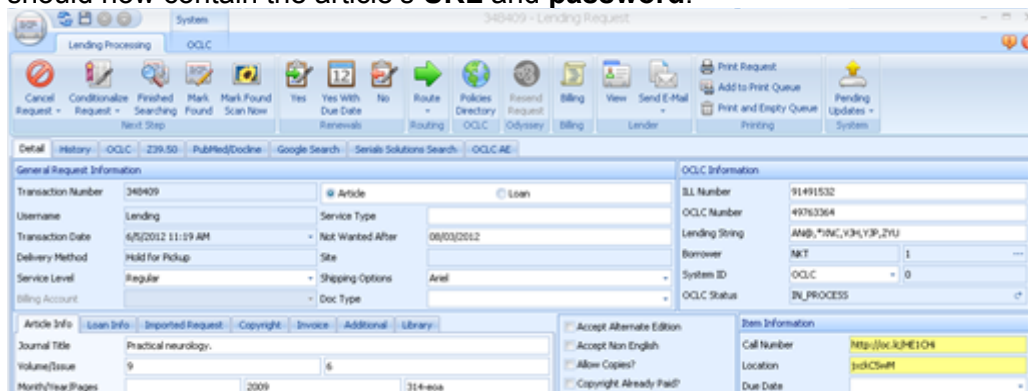 should now contain the article's URL and password.
System
348409 - Lending Request
Lending Processing OCLC
Cancel Request
Conditionalize Request
Finished Searching
Mark Found
Mark Found Scan Now
Yes
Yes With Due Date
No
Route
Policies Directory
Resend Request
Billing
View
Send E-Mail
Print Request
Add to Print Queue
Print and Empty Queue
Pending Updates
Next Step Renewals Routing OCLC Odyssey Billing Lender Printing System
Detail History OCLC Z39.50 PubMed/Docline Google Search Serials Solutions Search OCLC AE
General Request Information
Transaction Number 348409 Article Loan
Username Lending Service Type
Transaction Date 6/5/2012 11:19 AM Not Wanted After 08/03/2012
Delivery Method Hold for Pickup Site
Service Level Regular Shipping Options Ariel
Billing Account Doc Type
OCLC Information
ILL Number 91491532
OCLC Number 49763364
Lending String
Borrower NKT 1
System ID OCLC 0
OCLC Status IN_PROCESS
Article Info Loan Info Imported Request Copyright Invoice Additional Library
Journal Title Practical neurology.
Volume/Issue 9 6
Month/Year/Pages 2009 314-eoa
Accept Alternate Edition
Accept Non English
Allow Copies?
Copyright Already Paid?
Item Information
Call Number
Location
Due Date